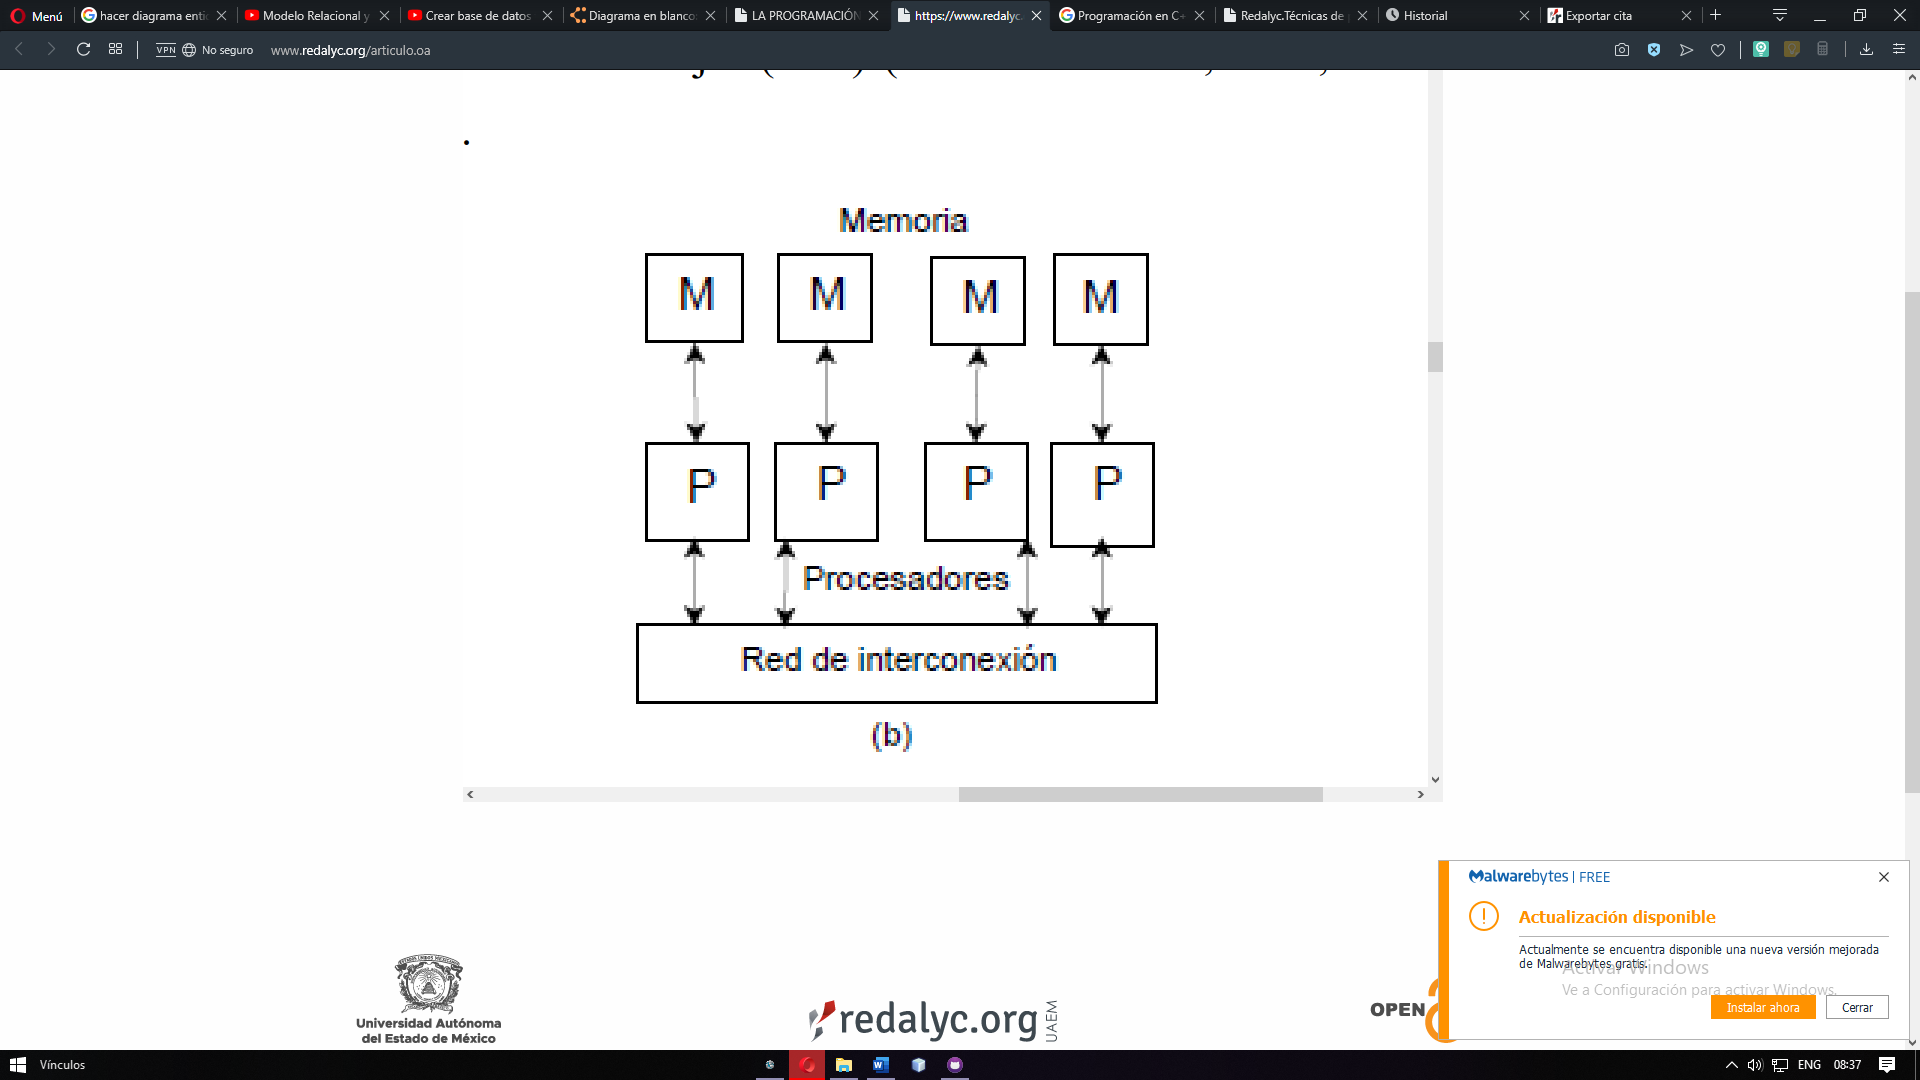 Menú
hacer diagrama entic
Modelo Relacional y
Crear base de datos
Diagrama en blanco:
LA PROGRAMACIÓN
https://www.redalyc.
Programación en C+
Redalyc.Técnicas de
Historial
Exportar cita
VPN
No seguro
www.redalyc.org/articulo.oa
Memoria
M M M M
P P P P
Procesadores
Red de interconexión
(b)
Malwarebytes | FREE
Actualización disponible
Actualmente se encuentra disponible una nueva versión mejorada
de Malwarebytes gratis.
Activar Windows
Ve a Configuración para activar Windows.
Instalar ahora
Cerrar
Universidad Autónoma
del Estado de México
redalyc.org
UAEM
OPEN
Vínculos
ENG
08:37